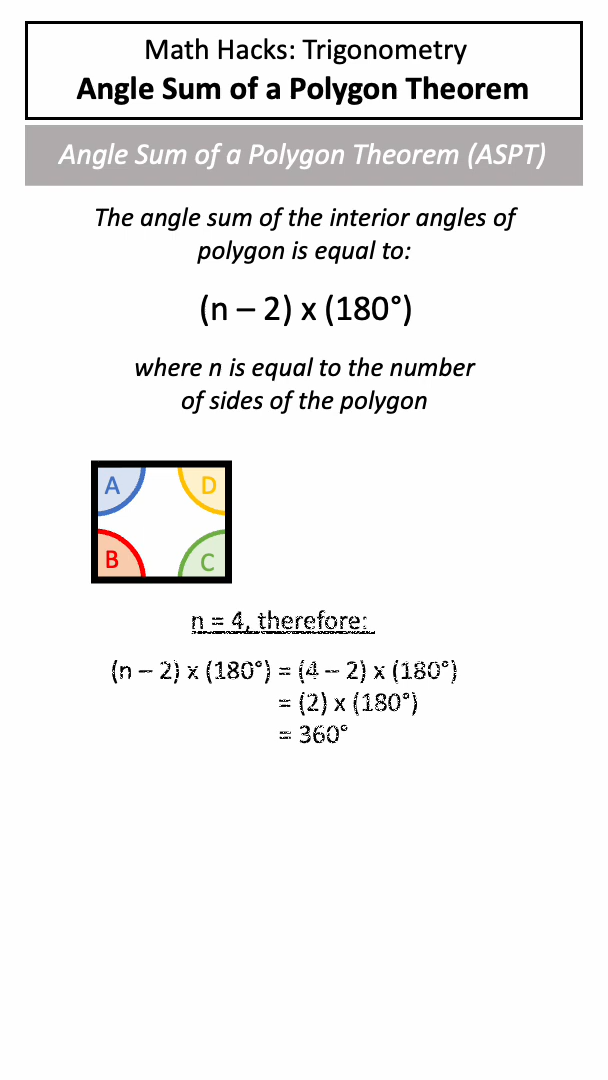 Math Hacks: Trigonometry
Angle Sum of a Polygon Theorem
Angle Sum of a Polygon Theorem (ASPT)
The angle sum of the interior angles of
polygon is equal to:
(n – 2) x (180°)
where n is equal to the number
of sides of the polygon
A D
B C
n = 4, therefore:
(n – 2) x (180°) = (4 – 2) x (180°)
= (2) x (180°)
= 360°